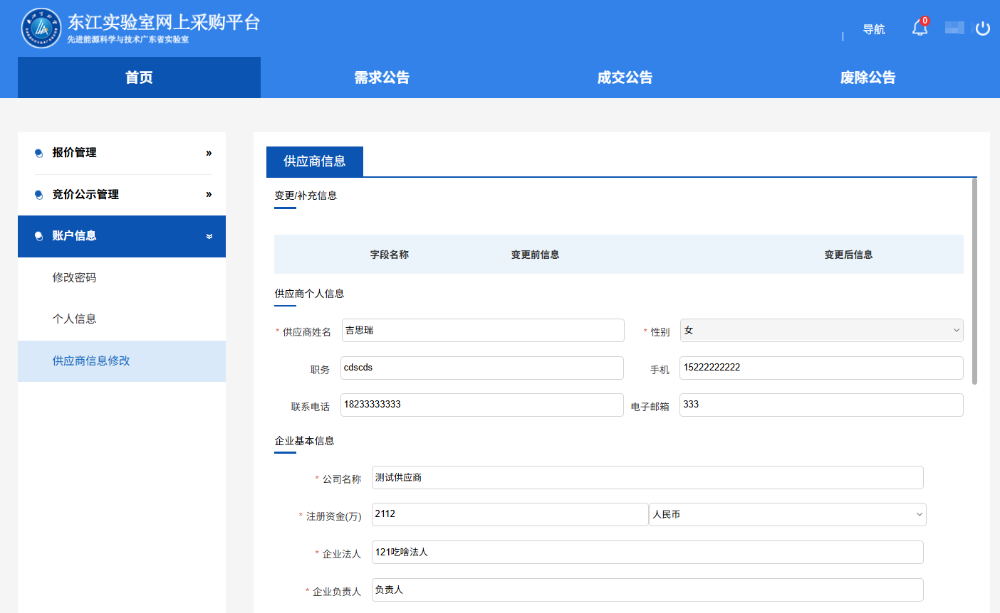 东江实验室网上采购平台
先进能源科学与技术广东省实验室
导航
0
首页 需求公告 成交公告 废除公告
报价管理 »
竞价公示管理 »
账户信息
修改密码
个人信息
供应商信息修改
供应商信息
变更/补充信息
字段名称 变更前信息 变更后信息
供应商个人信息
* 供应商姓名 吉思瑞 * 性别 女
职务 cdscds 手机 15222222222
联系电话 18233333333 电子邮箱 333
企业基本信息
* 公司名称 测试供应商
* 注册资金(万) 2112 人民币
* 企业法人 121吃啥法人
* 企业负责人 负责人